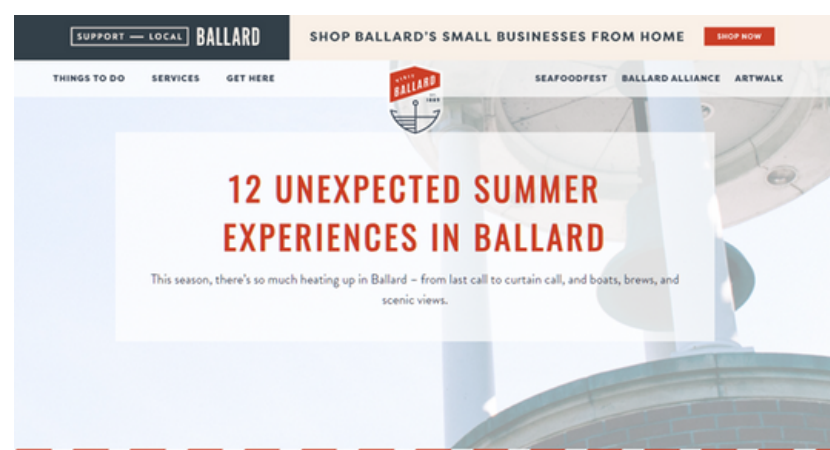 SUPPORT — LOCAL BALLARD
SHOP BALLARD'S SMALL BUSINESSES FROM HOME
SHOP NOW
THINGS TO DO
SERVICES
GET HERE
VISIT
BALLARD
SEAFOODFEST
BALLARD ALLIANCE
ARTWALK
12 UNEXPECTED SUMMER
EXPERIENCES IN BALLARD
This season, there's so much heating up in Ballard – from last call to curtain call, and boats, brews, and
scenic views.